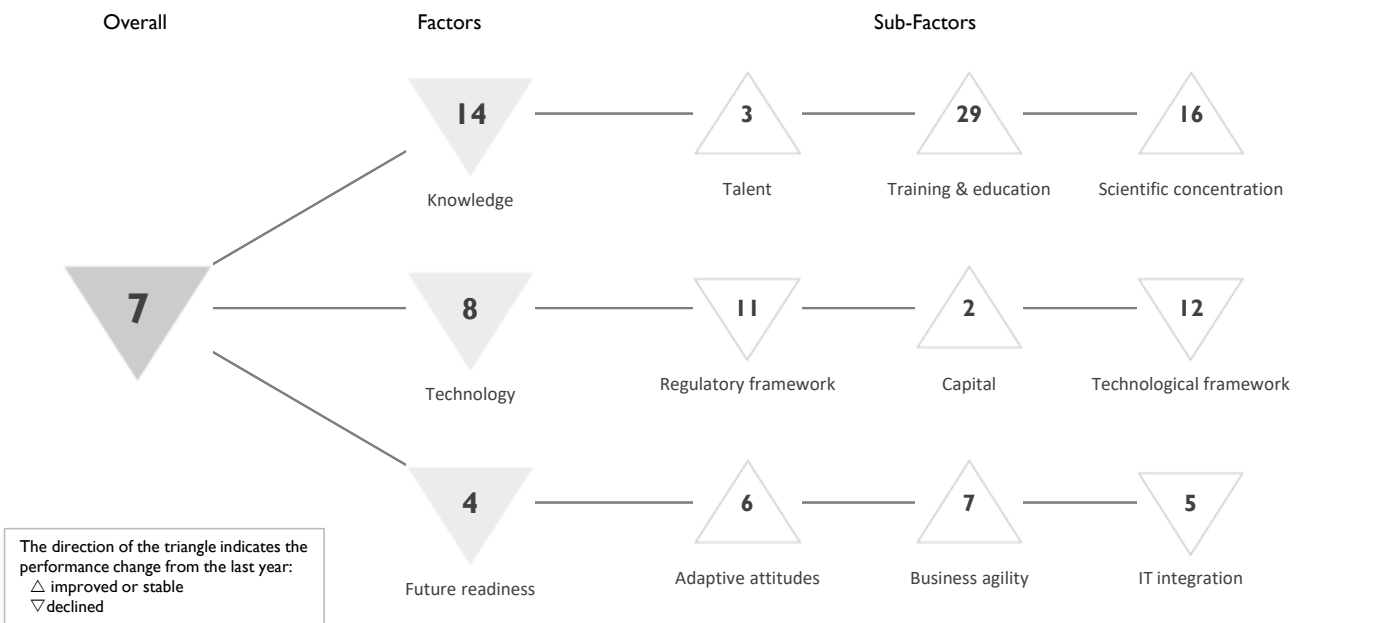 Overall
Factors
Sub-Factors
14
3
29
16
Knowledge
Talent
Training & education
Scientific concentration
7
8
11
2
12
Technology
Regulatory framework
Capital
Technological framework
4
6
7
5
Future readiness
Adaptive attitudes
Business agility
IT integration
The direction of the triangle indicates the
performance change from the last year:
△ improved or stable
▽ declined